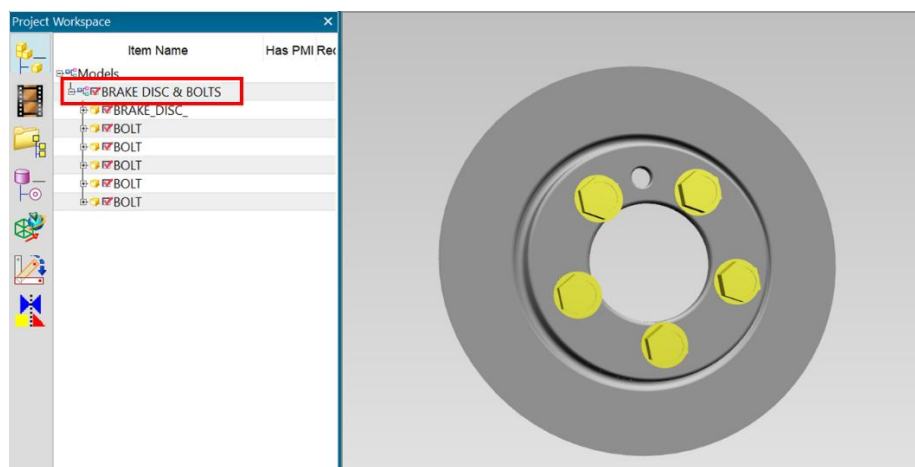 Project Workspace
Item Name Has PMI Rec
Models
BRAKE DISC & BOLTS
BRAKE_DISC_
BOLT
BOLT
BOLT
BOLT
BOLT